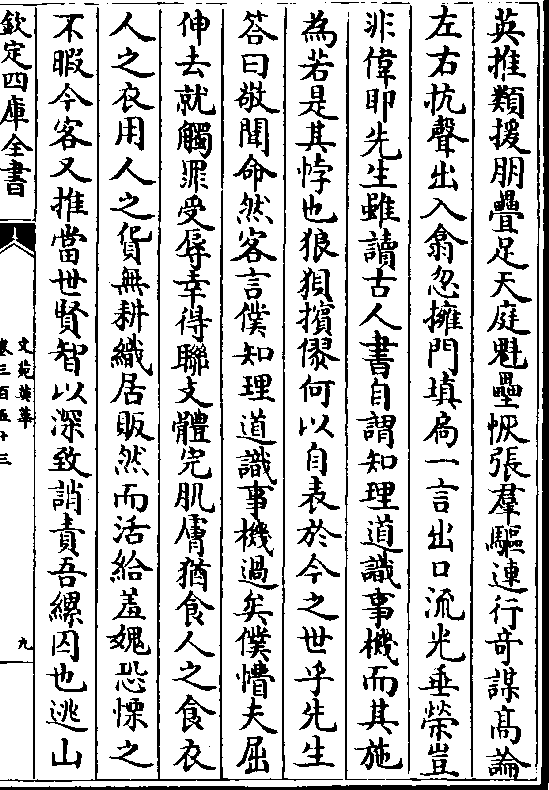 英推類援朋疊足天庭魁壘恢張羣驅連行奇謀髙論
左右抗聲出入翕忽擁門填扃一言出口流光垂榮豈
非偉耶先生雖讀古人書自謂知理道識事機而其施
為若是其悖也狼狽擯僇何以自表於今之世乎先生
答曰敬聞命然客言僕知理道識事機過矣僕懵夫屈
伸去就觸罪受辱幸得聯支體完肌膚猶食人之食衣
人之衣用人之貨無耕織居販然而活給羞媿恐慄之
不暇今客又推當世賢智以深致誚責吾縲囚也逃山
欽定四庫全書
文苑英華
卷三百五十三
九